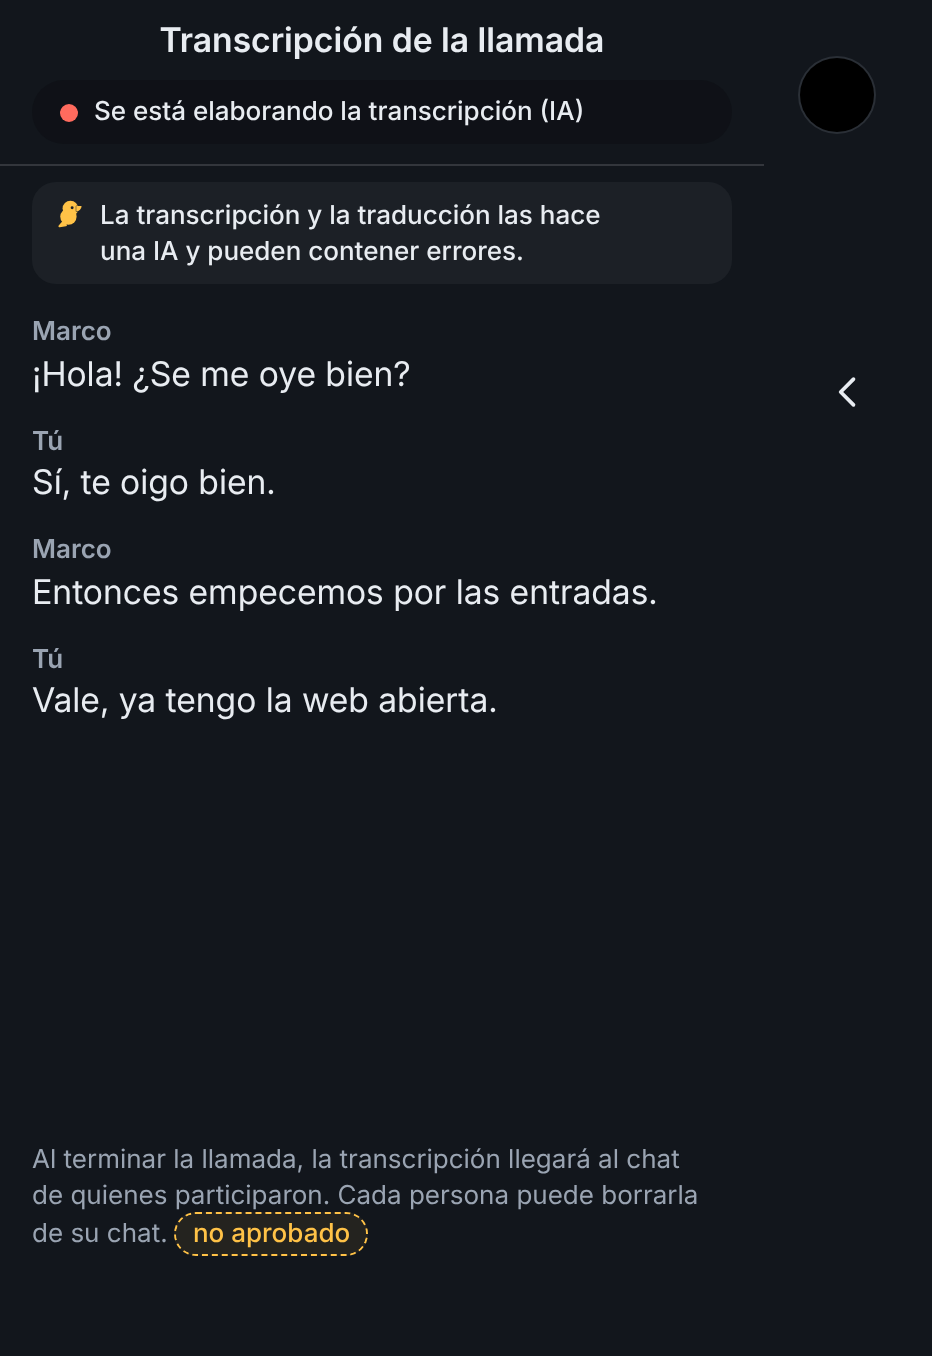 Transcripción de la llamada
Se está elaborando la transcripción (IA)
La transcripción y la traducción las hace
una IA y pueden contener errores.
Marco
¡Hola! ¿Se me oye bien?
Tú
Sí, te oigo bien.
Marco
Entonces empecemos por las entradas.
Tú
Vale, ya tengo la web abierta.
Al terminar la llamada, la transcripción llegará al chat
de quienes participaron. Cada persona puede borrarla
de su chat. no aprobado